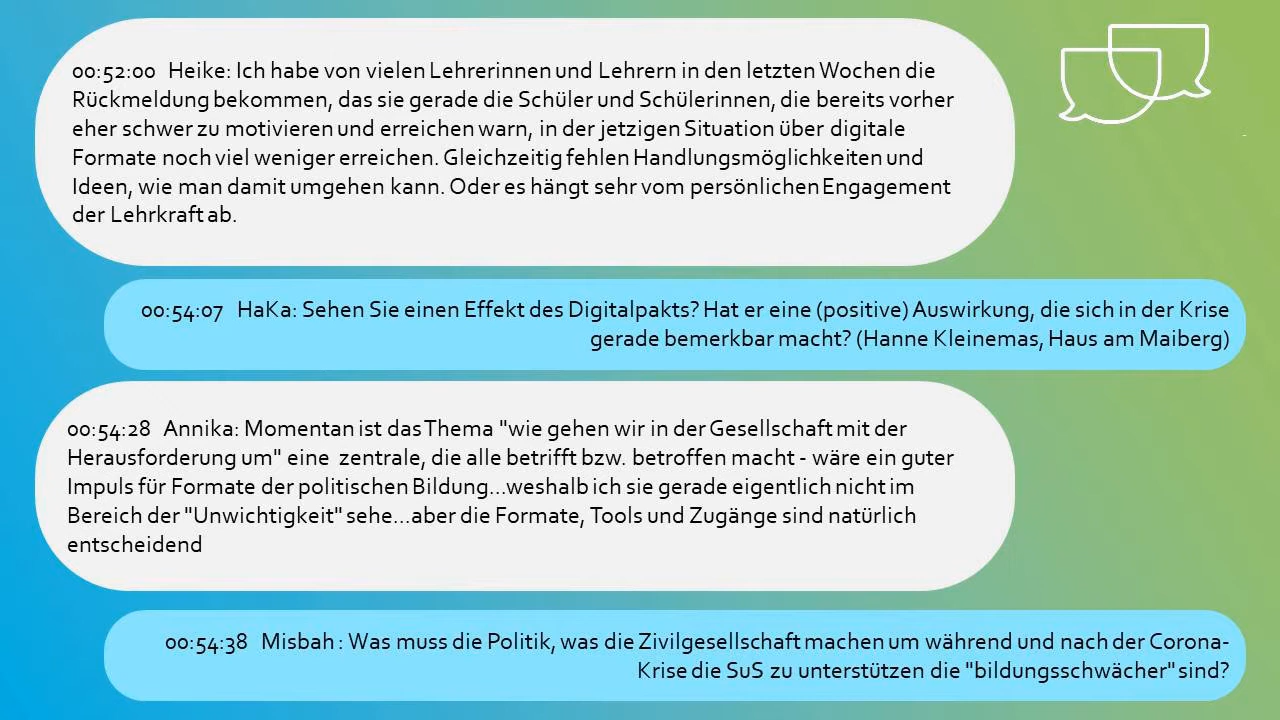 00:52:00 Heike: Ich habe von vielen Lehrerinnen und Lehrern in den letzten Wochen die
Rückmeldung bekommen, das sie gerade die Schüler und Schülerinnen, die bereits vorher
eher schwer zu motivieren und erreichen warn, in der jetzigen Situation über digitale
Formate noch viel weniger erreichen. Gleichzeitig fehlen Handlungsmöglichkeiten und
Ideen, wie man damit umgehen kann. Oder es hängt sehr vom persönlichen Engagement
der Lehrkraft ab.
00:54:07 HaKa: Sehen Sie einen Effekt des Digitalpakts? Hat er eine (positive) Auswirkung, die sich in der Krise
gerade bemerkbar macht? (Hanne Kleinemas, Haus am Maiberg)
00:54:28 Annika: Momentan ist das Thema "wie gehen wir in der Gesellschaft mit der
Herausforderung um" eine zentrale, die alle betrifft bzw. betroffen macht - wäre ein guter
Impuls für Formate der politischen Bildung...weshalb ich sie gerade eigentlich nicht im
Bereich der "Unwichtigkeit" sehe...aber die Formate, Tools und Zugänge sind natürlich
entscheidend
00:54:38 Misbah : Was muss die Politik, was die Zivilgesellschaft machen um während und nach der Corona-
Krise die SuS zu unterstützen die "bildungsschwächer" sind?